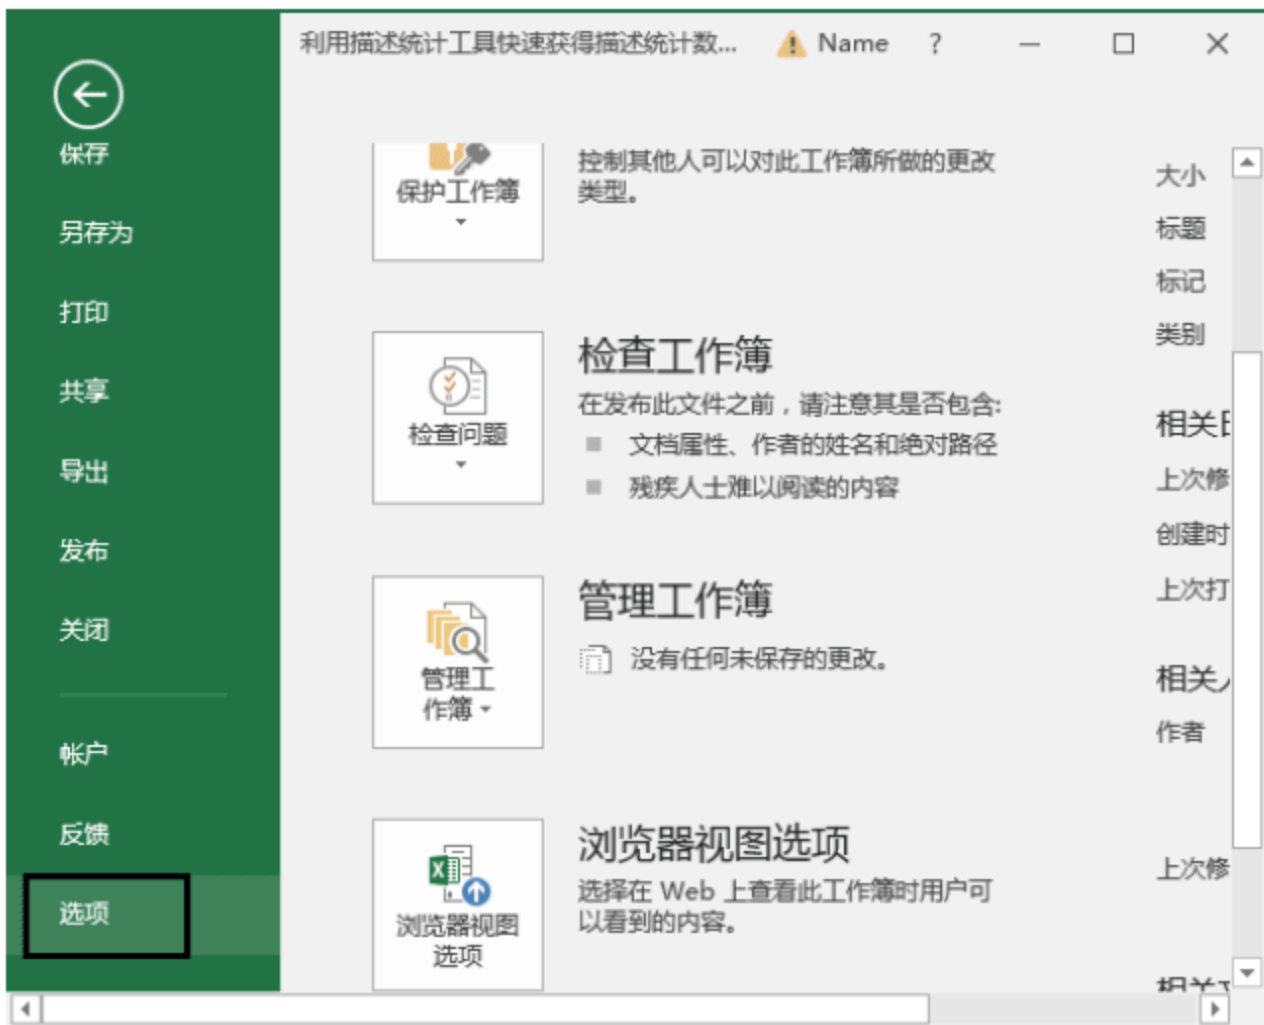 利用描述统计工具快速获得描述统计数... Name ?
保存
另存为
打印
共享
导出
发布
关闭
帐户
反馈
选项
保护工作簿
控制其他人可以对此工作簿所做的更改
类型。
检查问题
检查工作簿
在发布此文件之前，请注意其是否包含:
文档属性、作者的姓名和绝对路径
残疾人士难以阅读的内容
管理工
作簿
管理工作簿
没有任何未保存的更改。
浏览器视图
选项
浏览器视图选项
选择在 Web 上查看此工作簿时用户可
以看到的内容。
大小
标题
标记
类别
相关
上次修
创建时
上次打
相关
作者
上次修
相关